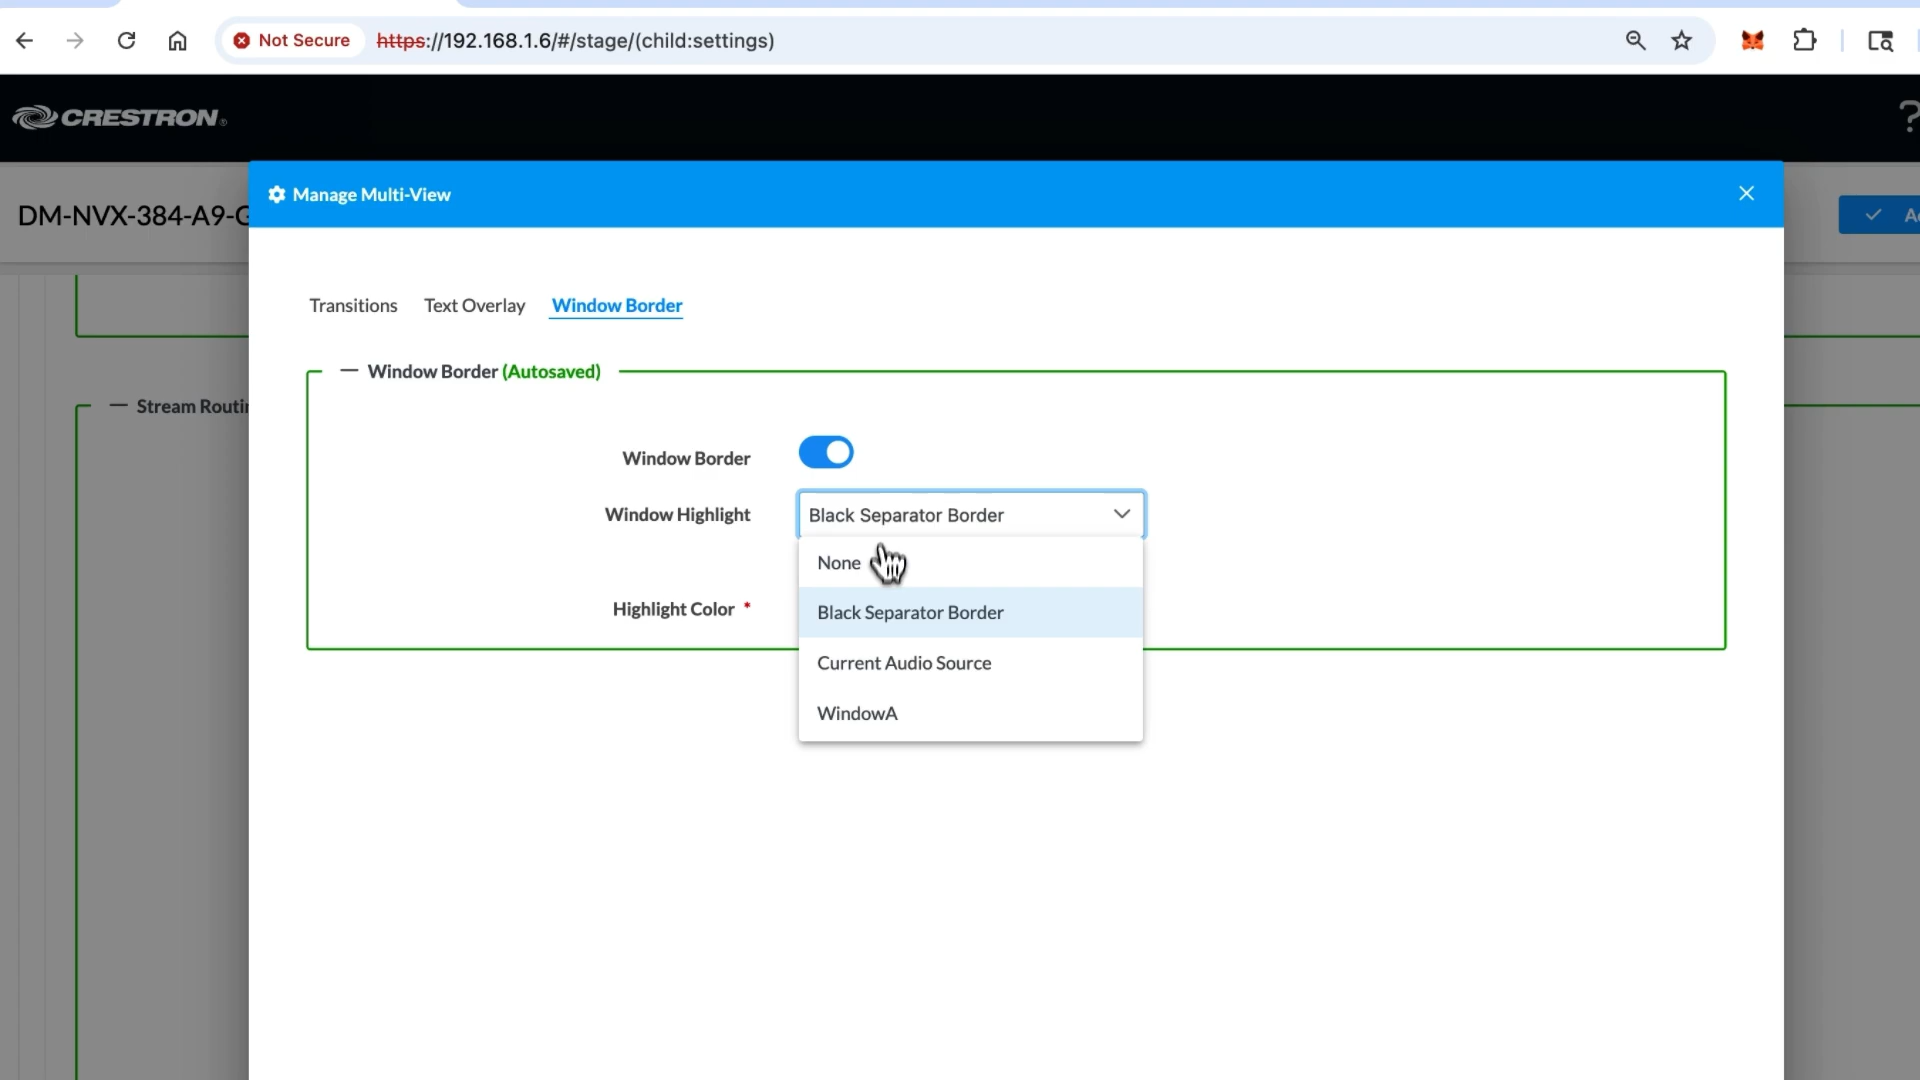 Not Secure https://192.168.1.6/#/stage/(child:settings)
CRESTRON
?
DM-NVX-384-A9-
Manage Multi-View
Transitions Text Overlay Window Border
Window Border (Autosaved)
Stream Routin
Window Border
Window Highlight Black Separator Border
None
Highlight Color *
Black Separator Border
Current Audio Source
WindowA